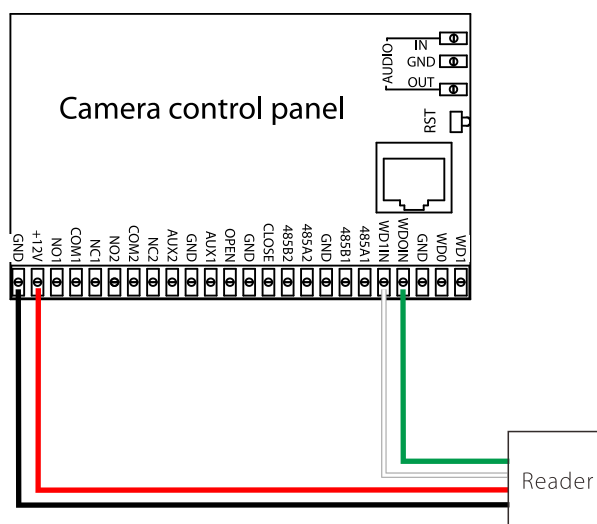 IN
AUDIO
GND
OUT
Camera control panel
RST
GND
+12V
NO1
COM1
NC1
NO2
COM2
NC2
AUX2
GND
AUX1
OPEN
GND
CLOSE
485B2
485A2
GND
485B1
485A1
WD1IN
WD0IN
GND
WD0
WD1
Reader